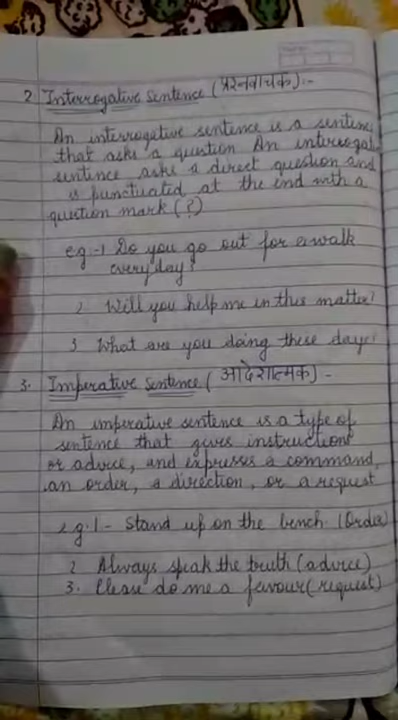 2 Interrogative Sentence (प्रश्नवाचक) :-
An interrogative sentence is a sentence
that asks a question An interrogati
sentence asks a direct question and
is punctuated at the end with a
question mark (?)
eg -1 Do you go out for a walk
everyday?
2 Will you help me in this matter?
3 What are you doing these days?
3. Imperative Sentence ( आदेशात्मक) -
An imperative sentence is a type of
sentence that gives instruction
or advice, and expresses a command,
an order, a direction, or a request
e.g. 1 - Stand up on the bench. (Order)
2 Always speak the truth (advice)
3. Please do me a favour (request)